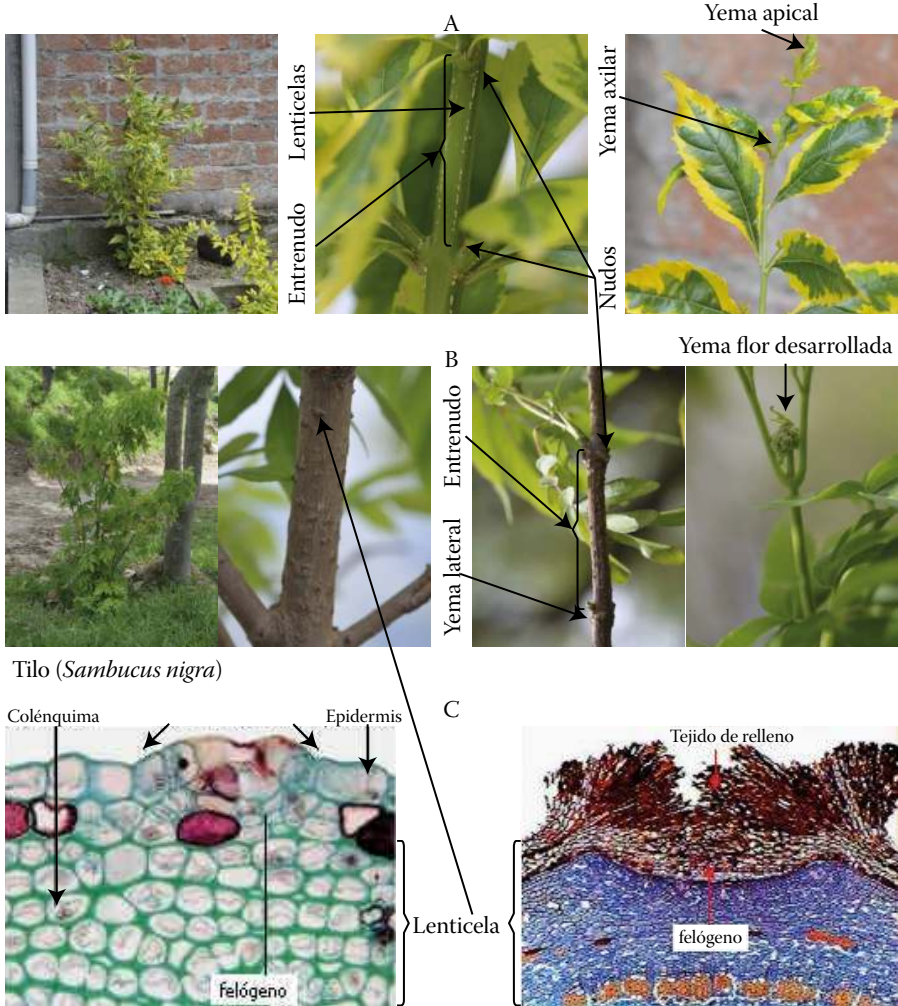 A
Yema apical
Lenticelas
Entrenudo
Nudos
Yema axilar
B
Yema flor desarrollada
Entrenudo
Yema lateral
Tilo (Sambucus nigra)
C
Colénquima
Epidermis
Tejido de relleno
Lenticela
felógeno
felógeno